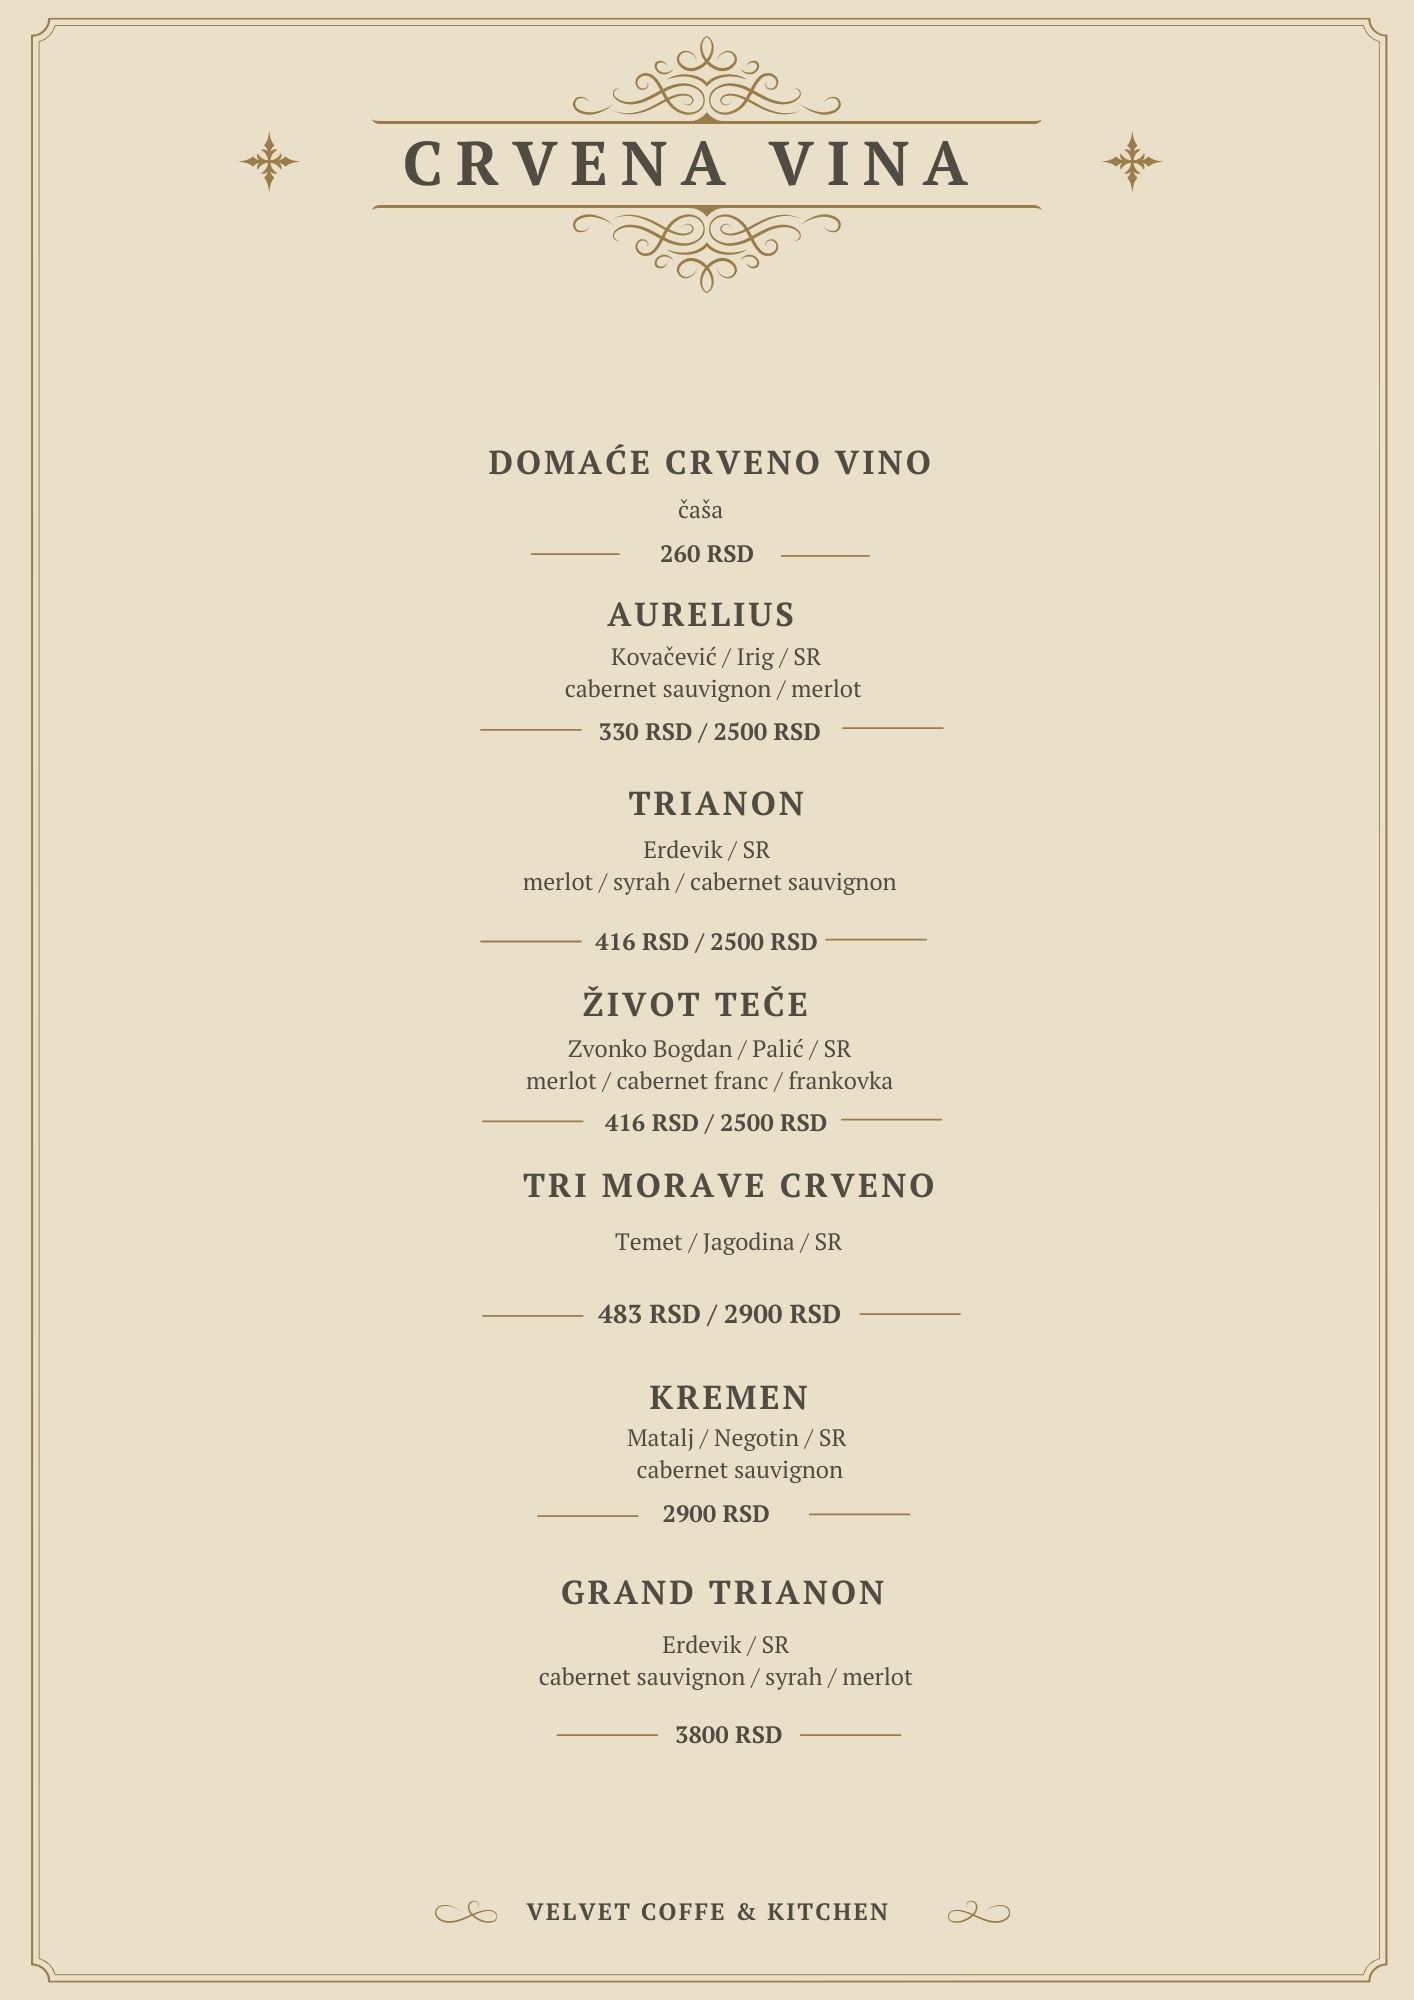 CRVENA VINA
DOMAĆE CRVENO VINO
čaša
260 RSD
AURELIUS
Kovačević / Irig / SR
cabernet sauvignon / merlot
330 RSD / 2500 RSD
TRIANON
Erdevik / SR
merlot / syrah / cabernet sauvignon
416 RSD / 2500 RSD
ŽIVOT TEČE
Zvonko Bogdan / Palić / SR
merlot / cabernet franc / frankovka
416 RSD / 2500 RSD
TRI MORAVE CRVENO
Temet / Jagodina / SR
483 RSD / 2900 RSD
KREMEN
Matalj / Negotin / SR
cabernet sauvignon
2900 RSD
GRAND TRIANON
Erdevik / SR
cabernet sauvignon / syrah / merlot
3800 RSD
VELVET COFFE & KITCHEN